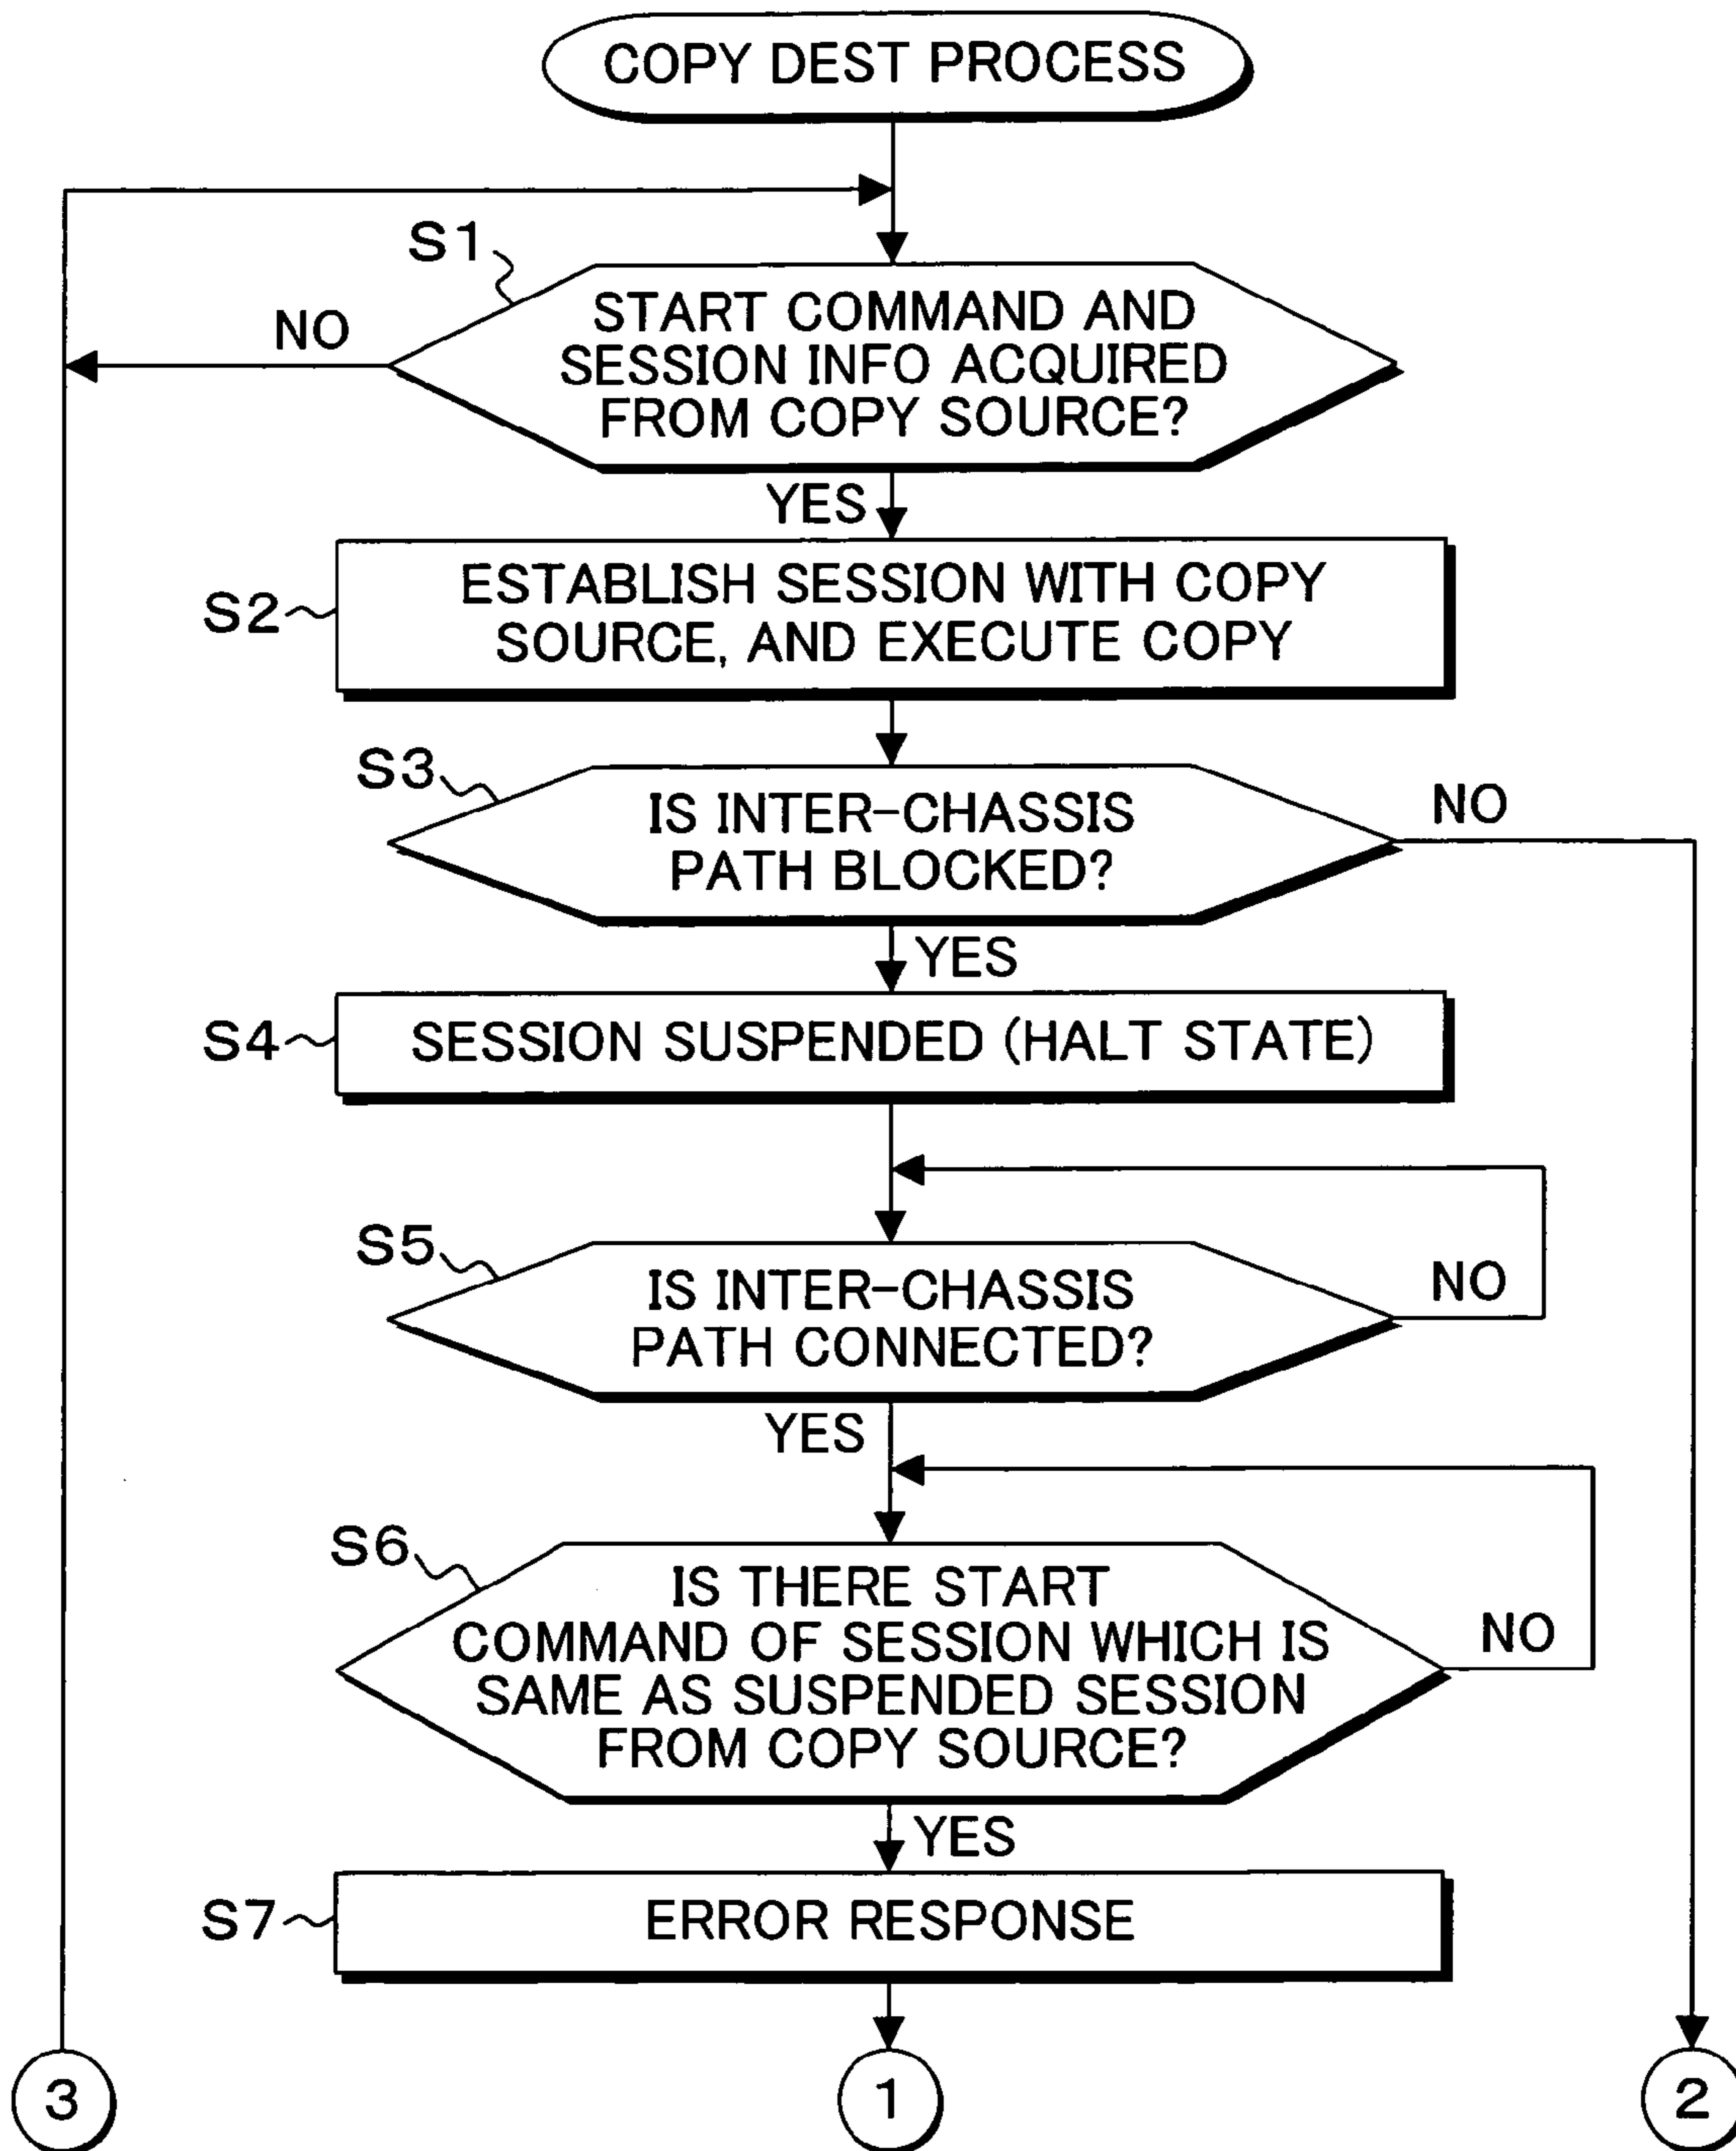 COPY DEST PROCESS
S1
NO
START COMMAND AND
SESSION INFO ACQUIRED
FROM COPY SOURCE?
YES
S2
ESTABLISH SESSION WITH COPY
SOURCE, AND EXECUTE COPY
S3
IS INTER-CHASSIS
PATH BLOCKED?
NO
YES
S4
SESSION SUSPENDED (HALT STATE)
S5
IS INTER-CHASSIS
PATH CONNECTED?
NO
YES
S6
IS THERE START
COMMAND OF SESSION WHICH IS
SAME AS SUSPENDED SESSION
FROM COPY SOURCE?
NO
YES
S7
ERROR RESPONSE
3
1
2